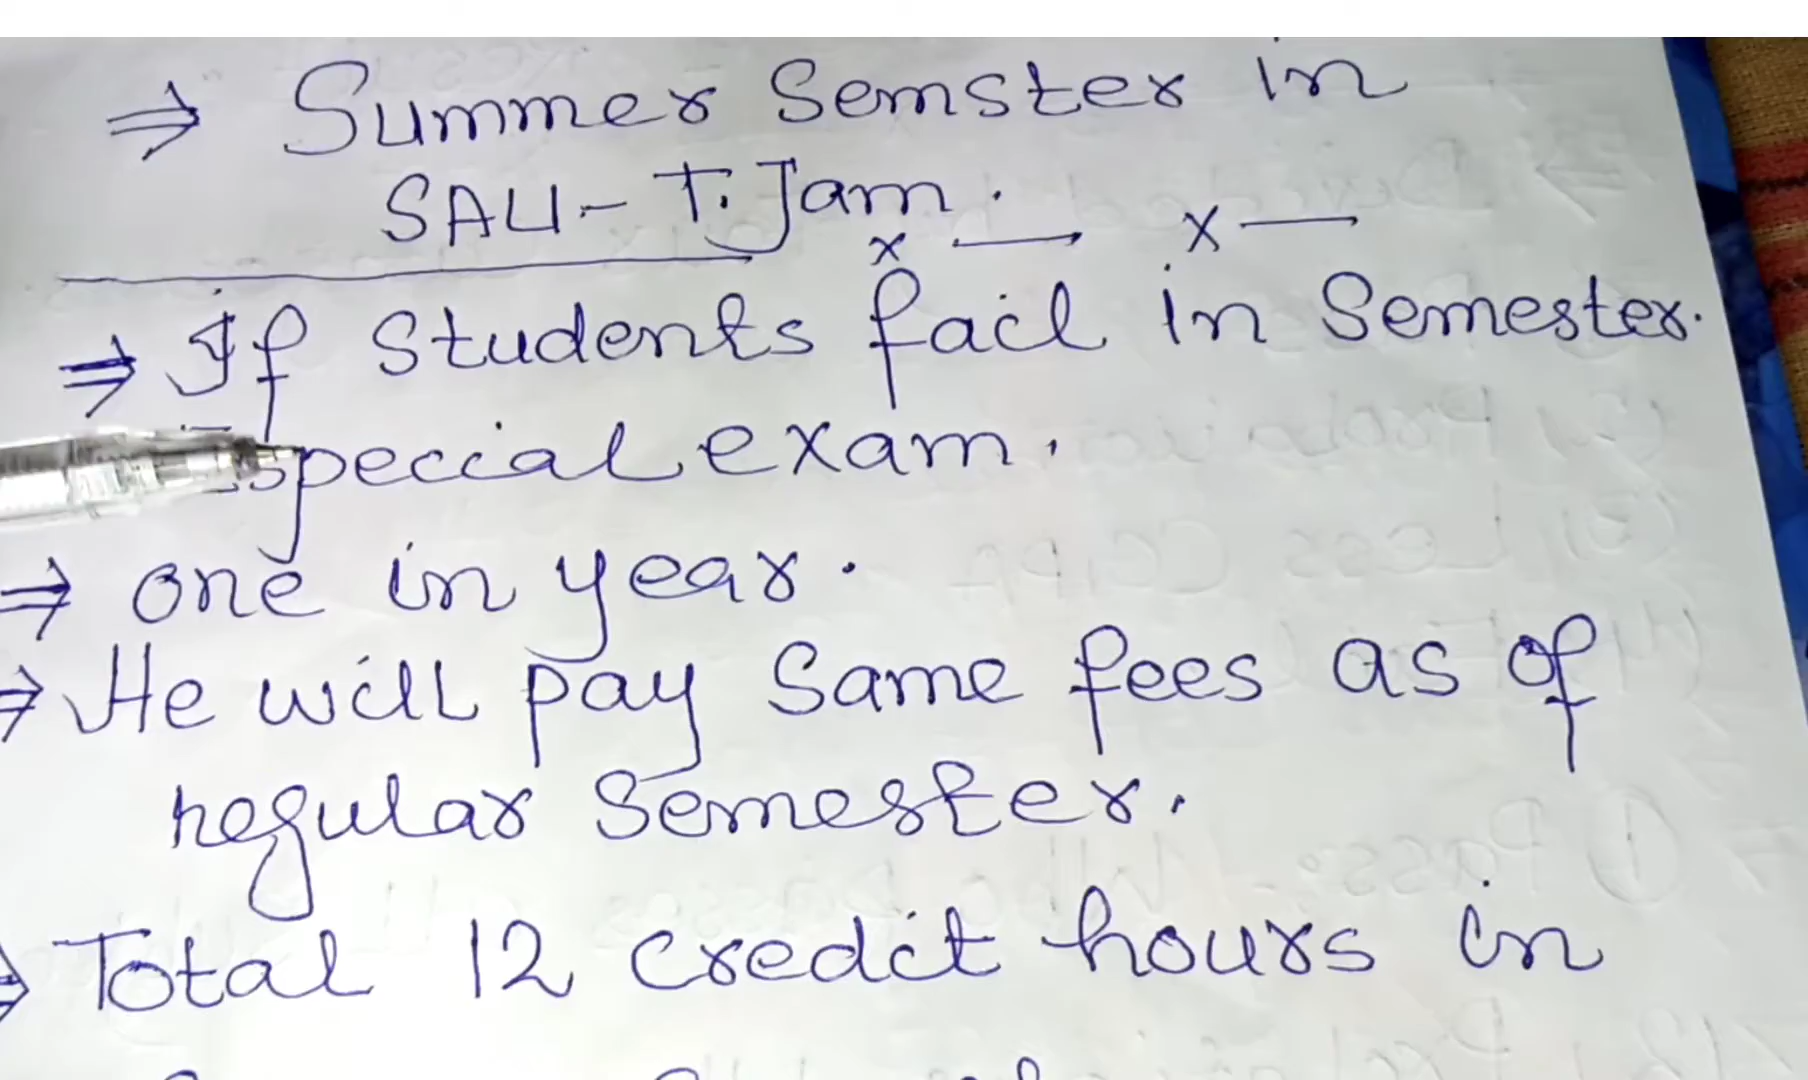 ⇒ Summer Semster in
SAU - T. Jam.
x — x —
⇒ If Students fail in Semester.
special exam.
⇒ one in year.
⇒ He will pay Same fees as of
regular Semester.
⇒ Total 12 credit hours in